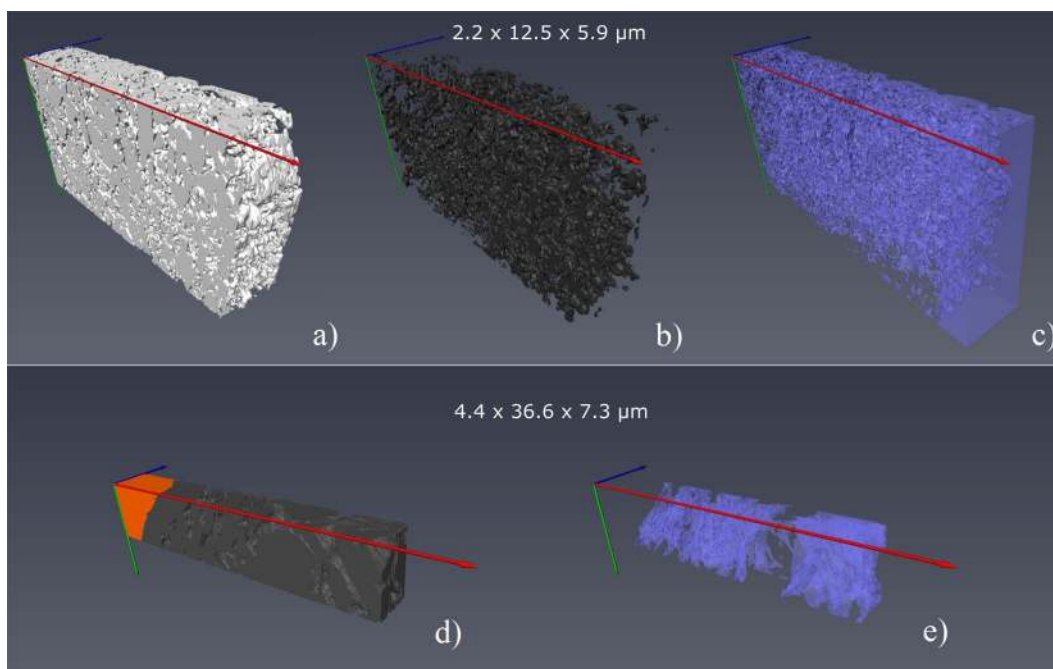 2.2 x 12.5 x 5.9 µm
a)
b)
c)
4.4 x 36.6 x 7.3 µm
d)
e)